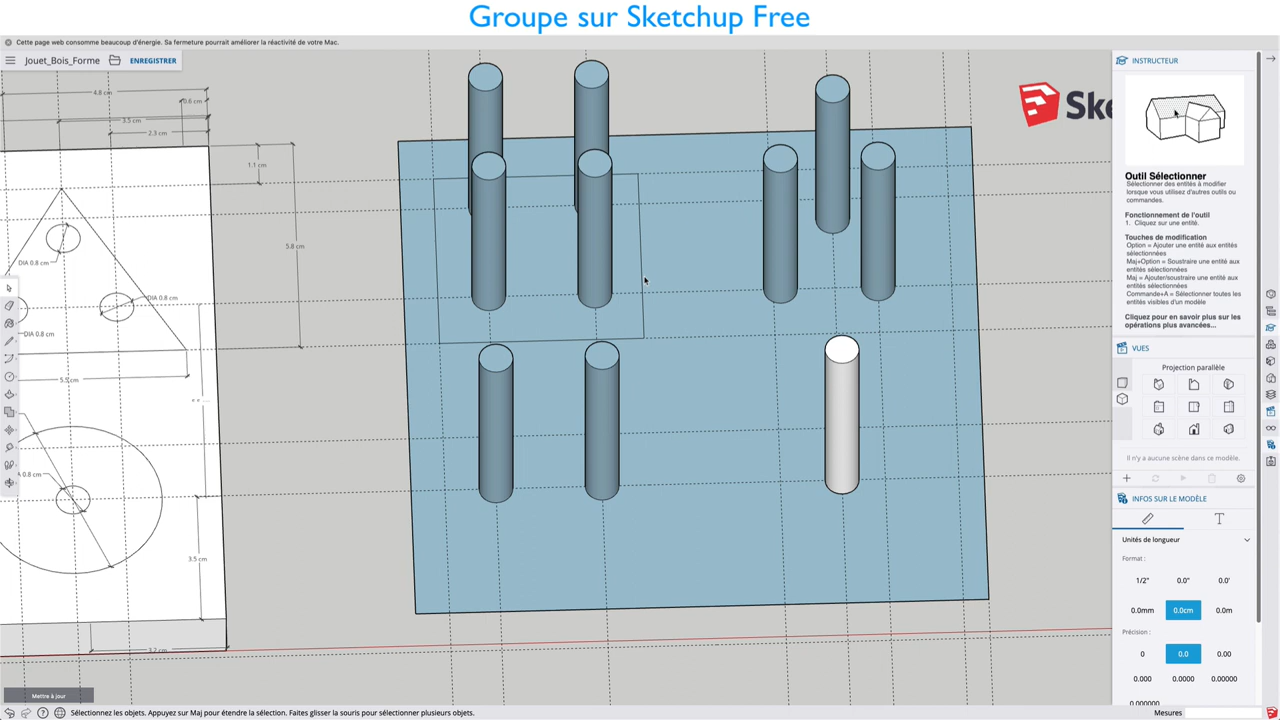 Groupe sur Sketchup Free
Cette page web consomme beaucoup d'énergie. Sa fermeture pourrait améliorer la réactivité de votre Mac.
Jouet_Bois_Forme
ENREGISTRER
4.8 cm
0.6 cm
3.5 cm
2.3 cm
1.1 cm
5.8 cm
DIA 0.8 cm
DIA 0.8 cm
DIA 0.8 cm
5.5 cm
A 0.8 cm
3.5 cm
3.2 cm
Mettre à jour
Sélectionnez les objets. Appuyez sur Maj pour étendre la sélection. Faites glisser la souris pour sélectionner plusieurs objets.
Ske
INSTRUCTEUR
Outil Sélectionner
Sélectionner des entités à modifier
lorsque vous utilisez d'autres outils ou
commandes.
Fonctionnement de l'outil
1. Cliquez sur une entité.
Touches de modification
Option = Ajouter une entité aux entités
sélectionnées
Maj+Option = Soustraire une entité aux
entités sélectionnées
Maj = Ajouter/soustraire une entité aux
entités sélectionnées
Commande+A = Sélectionner toutes les
entités visibles d'un modèle
Cliquez pour en savoir plus sur les
opérations plus avancées...
VUES
Projection parallèle
Il n'y a aucune scène dans ce modèle.
INFOS SUR LE MODÈLE
Unités de longueur
Format :
1/2" 0.0" 0.0'
0.0mm 0.0cm 0.0m
Précision :
0 0.0 0.00
0.000 0.0000 0.00000
0.000000
Mesures